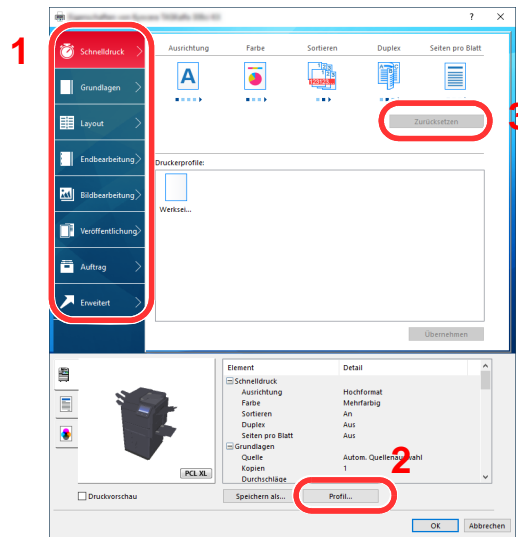 ? ×
1
Schnelldruck
Grundlagen
Layout
Endbearbeitung
Bildbearbeitung
Veröffentlichung
Auftrag
Erweitert
Ausrichtung Farbe Sortieren Duplex Seiten pro Blatt
A
123123
Zurücksetzen
3
Druckerprofile:
Werksei...
Übernehmen
Element Detail
Schnelldruck
Ausrichtung Hochformat
Farbe Mehrfarbig
Sortieren An
Duplex Aus
Seiten pro Blatt Aus
Grundlagen
Quelle Autom. Quellenauswahl
Kopien 1
Durchschläge
2
PCL XL
Druckvorschau
Speichern als... Profil...
OK Abbrechen